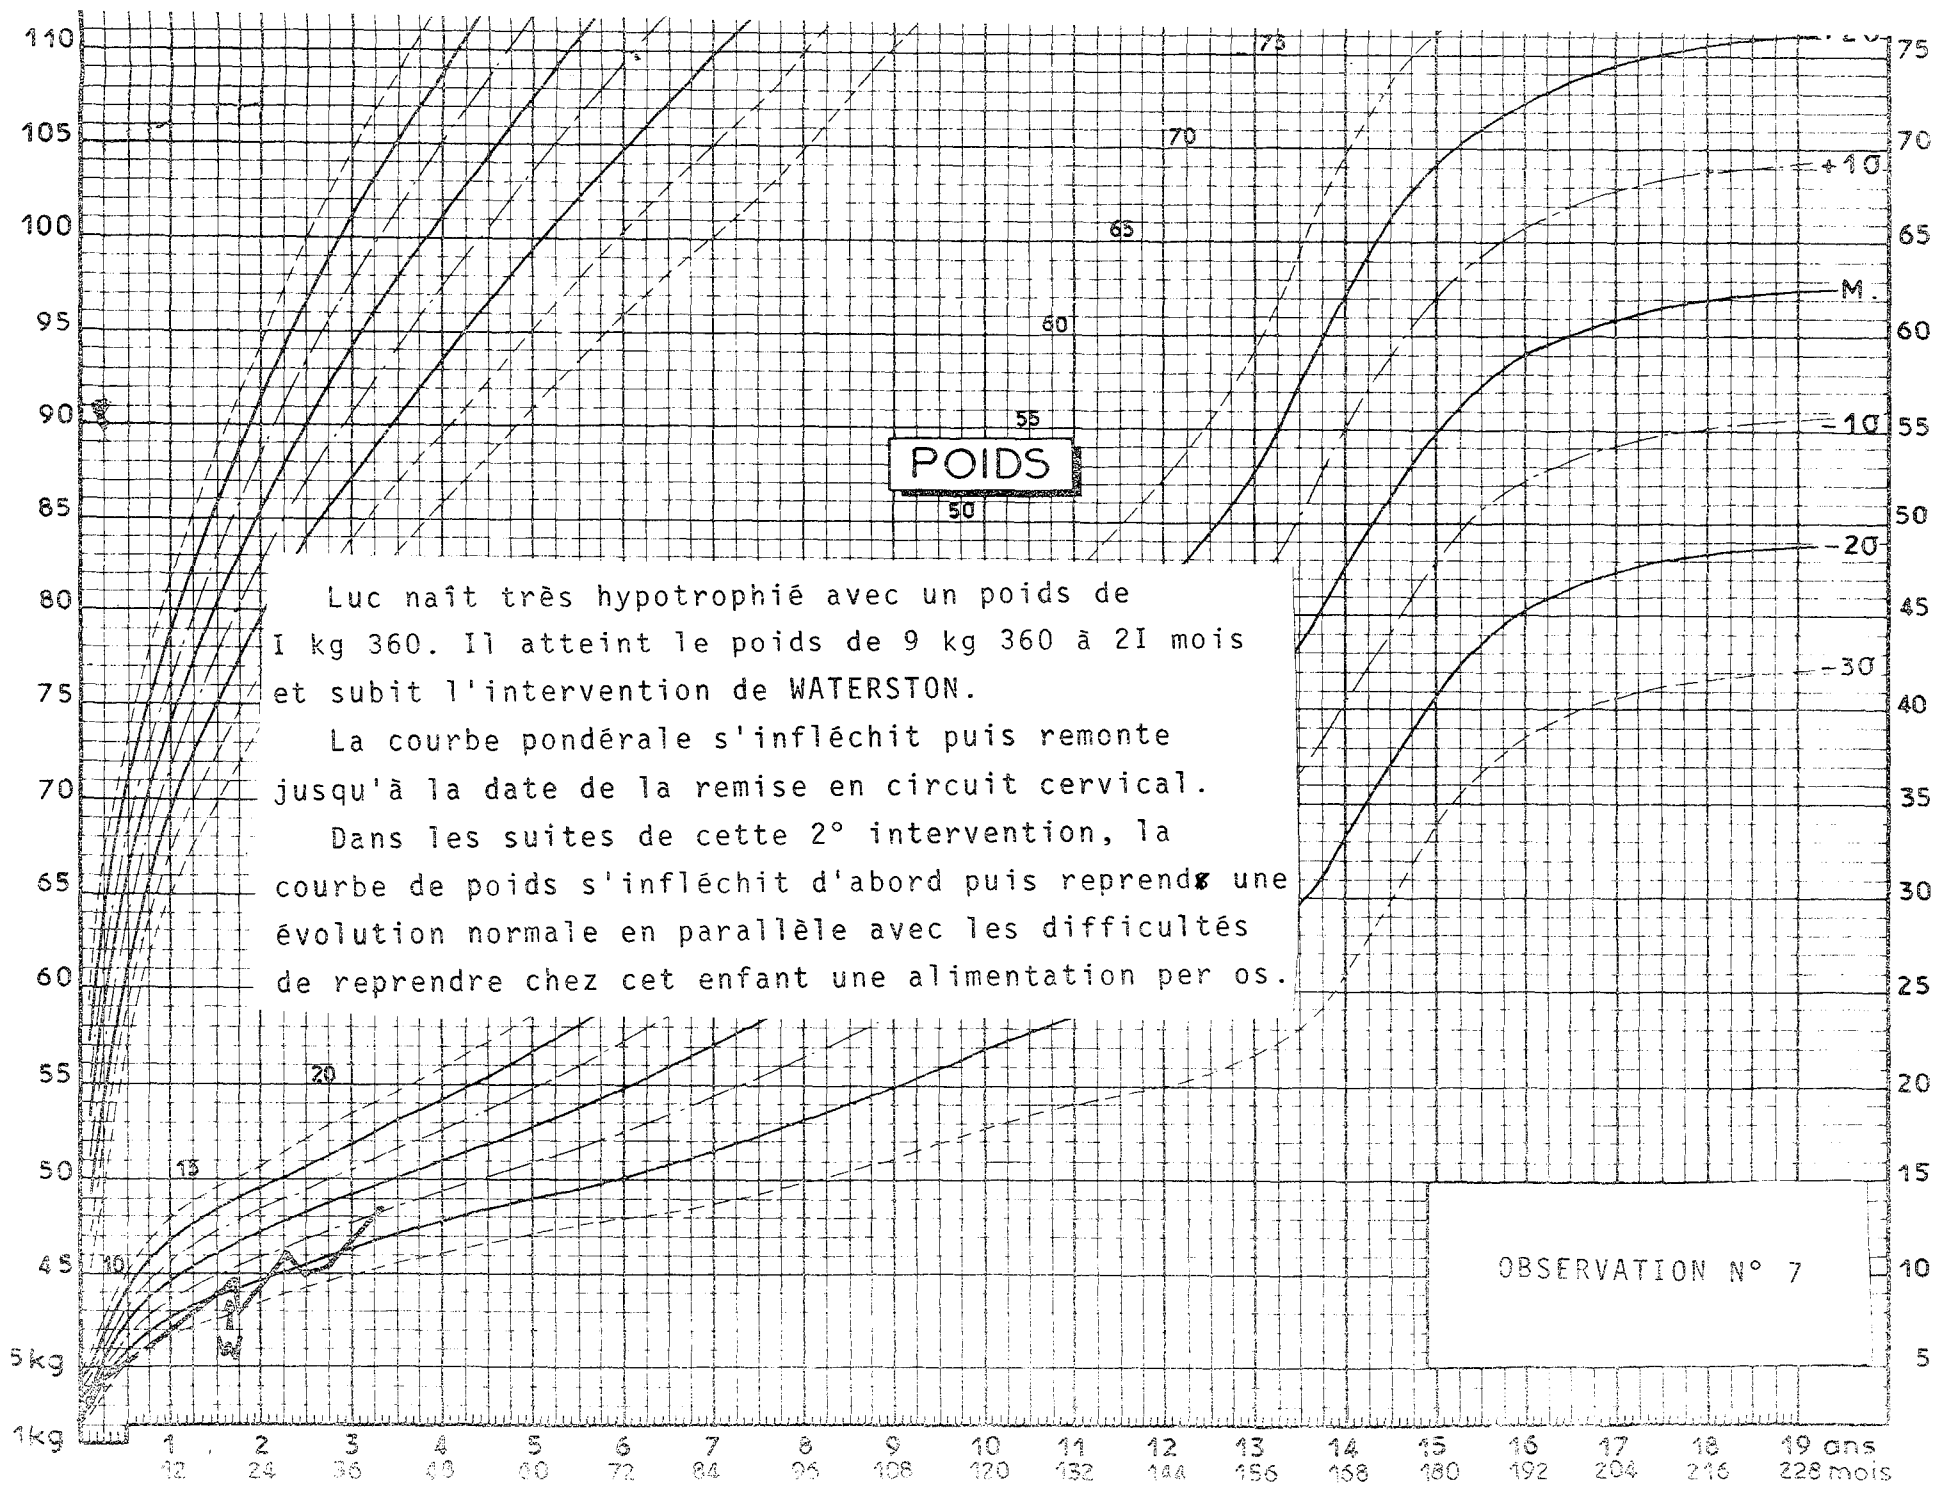 110
105
100
95
90
85
80
75
70
65
60
55
50
45
5kg
1kg
75
70
65
60
55
50
45
40
35
30
25
20
15
10
5
75
70
65
60
55
POIDS
50
20
15
10
+1σ
M.
-1σ
-2σ
-3σ
Luc naît très hypotrophié avec un poids de
I kg 360. Il atteint le poids de 9 kg 360 à 2I mois
et subit l'intervention de WATERSTON.
La courbe pondérale s'infléchit puis remonte
jusqu'à la date de la remise en circuit cervical.
Dans les suites de cette 2° intervention, la
courbe de poids s'infléchit d'abord puis reprends une
évolution normale en parallèle avec les difficultés
de reprendre chez cet enfant une alimentation per os.
W
OBSERVATION N° 7
1 2 3 4 5 6 7 8 9 10 11 12 13 14 15 16 17 18 19 ans
12 24 36 48 60 72 84 96 108 120 132 144 156 168 180 192 204 216 228 mois